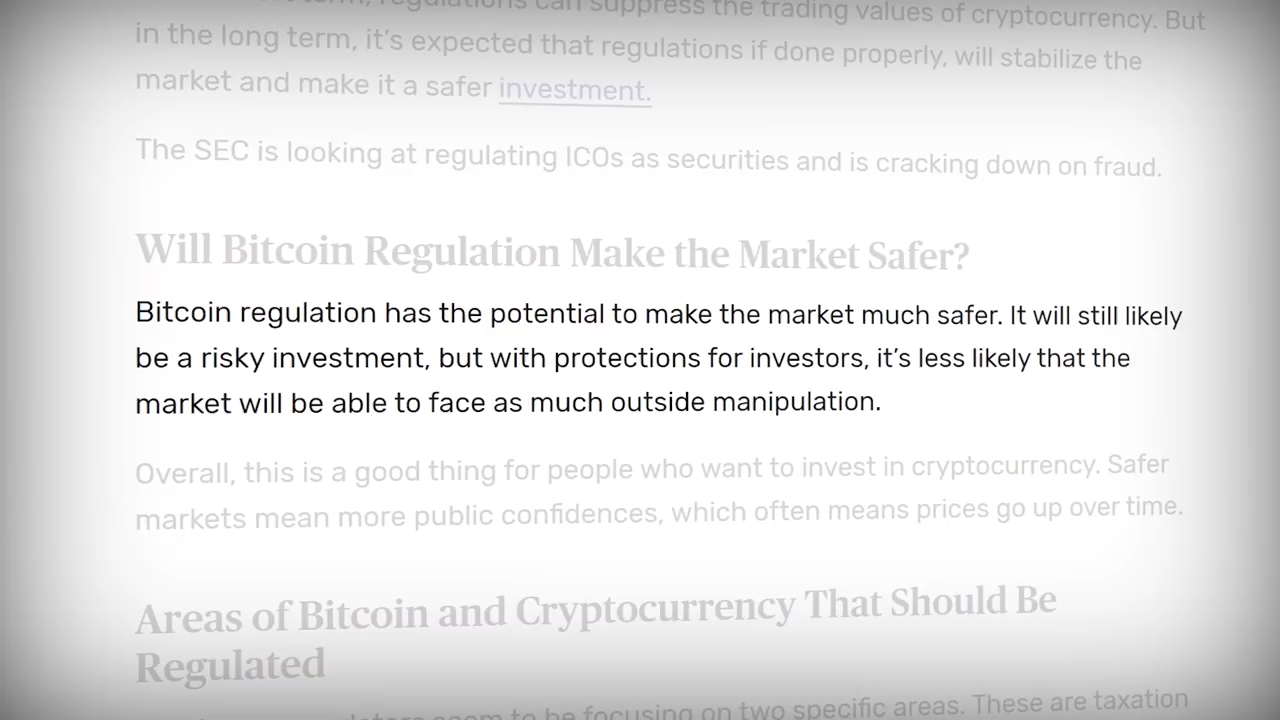 term, regulations can suppress the trading values of cryptocurrency. But
in the long term, it's expected that regulations if done properly, will stabilize the
market and make it a safer investment.
The SEC is looking at regulating ICOs as securities and is cracking down on fraud.
Will Bitcoin Regulation Make the Market Safer?
Bitcoin regulation has the potential to make the market much safer. It will still likely
be a risky investment, but with protections for investors, it's less likely that the
market will be able to face as much outside manipulation.
Overall, this is a good thing for people who want to invest in cryptocurrency. Safer
markets mean more public confidences, which often means prices go up over time.
Areas of Bitcoin and Cryptocurrency That Should Be
Regulated
seem to be focusing on two specific areas. These are taxation